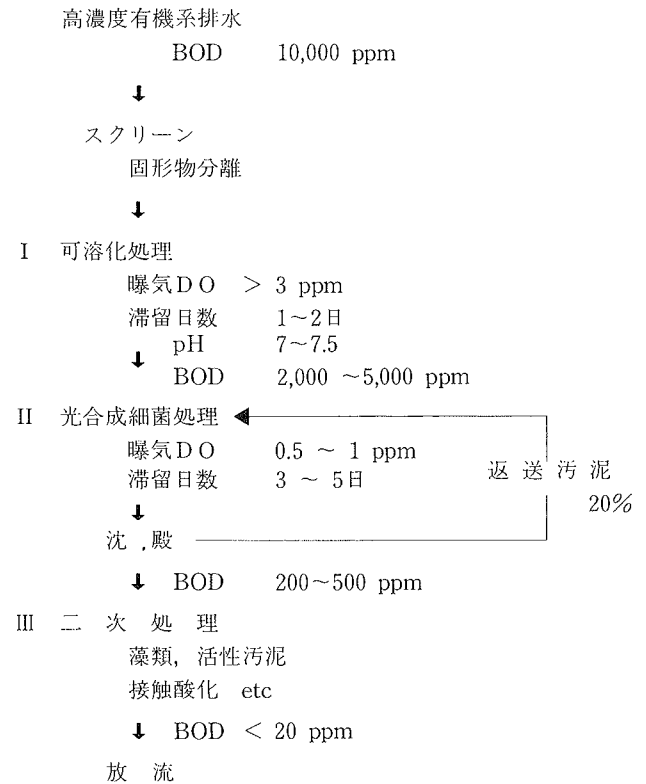 高濃度有機系排水
BOD 10,000 ppm
スクリーン
固形物分離
I 可溶化処理
曝気DO > 3 ppm
滞留日数 1~2日
pH 7~7.5
BOD 2,000 ~5,000 ppm
II 光合成細菌処理
曝気DO 0.5 ~ 1 ppm
滞留日数 3 ~ 5日
返送汚泥
20%
沈殿
BOD 200~500 ppm
III 二次処理
藻類, 活性汚泥
接触酸化 etc
BOD < 20 ppm
放流